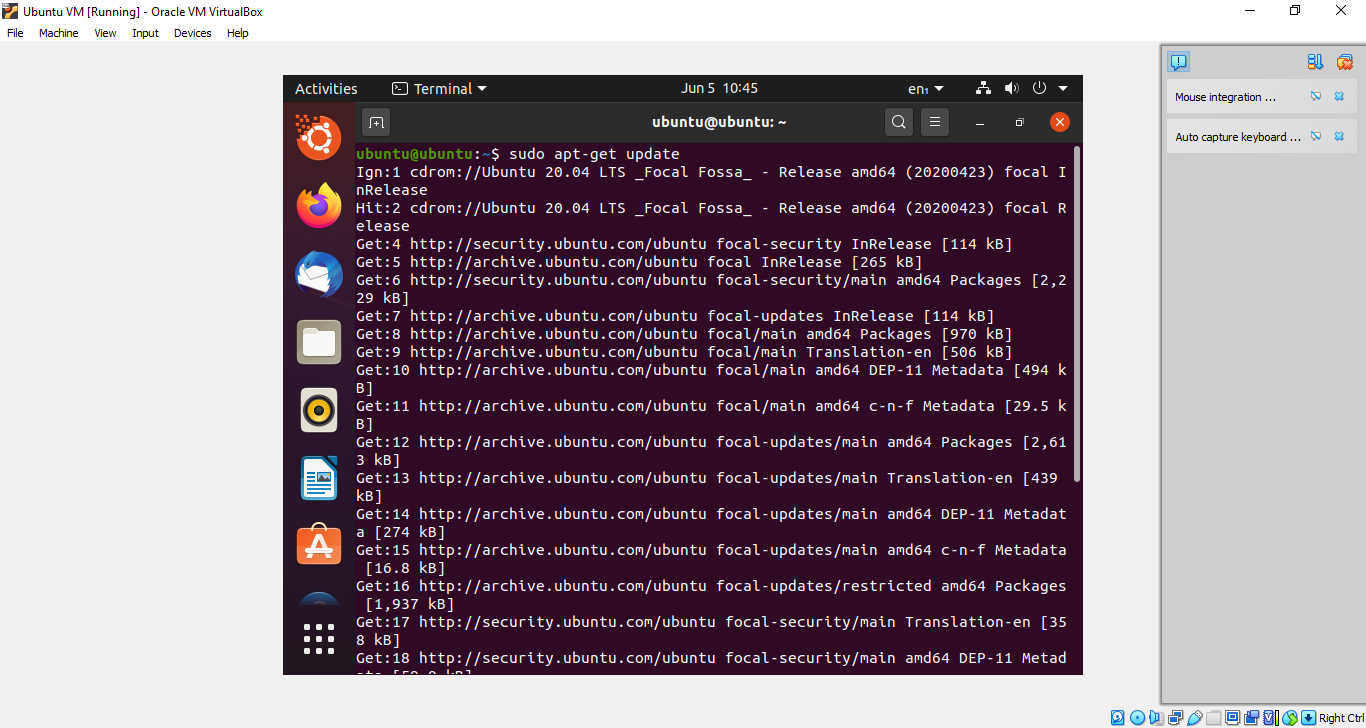 Ubuntu VM [Running] - Oracle VM VirtualBox
File Machine View Input Devices Help
Mouse integration ...
Auto capture keyboard ...
Activities Terminal Jun 5 10:45 en₁
ubuntu@ubuntu: ~
ubuntu@ubuntu:~$ sudo apt-get update
Ign:1 cdrom://Ubuntu 20.04 LTS _Focal Fossa_ - Release amd64 (20200423) focal I
nRelease
Hit:2 cdrom://Ubuntu 20.04 LTS _Focal Fossa_ - Release amd64 (20200423) focal R
elease
Get:4 http://security.ubuntu.com/ubuntu focal-security InRelease [114 kB]
Get:5 http://archive.ubuntu.com/ubuntu focal InRelease [265 kB]
Get:6 http://security.ubuntu.com/ubuntu focal-security/main amd64 Packages [2,2
29 kB]
Get:7 http://archive.ubuntu.com/ubuntu focal-updates InRelease [114 kB]
Get:8 http://archive.ubuntu.com/ubuntu focal/main amd64 Packages [970 kB]
Get:9 http://archive.ubuntu.com/ubuntu focal/main Translation-en [506 kB]
Get:10 http://archive.ubuntu.com/ubuntu focal/main amd64 DEP-11 Metadata [494 k
B]
Get:11 http://archive.ubuntu.com/ubuntu focal/main amd64 c-n-f Metadata [29.5 k
B]
Get:12 http://archive.ubuntu.com/ubuntu focal-updates/main amd64 Packages [2,61
3 kB]
Get:13 http://archive.ubuntu.com/ubuntu focal-updates/main Translation-en [439
kB]
Get:14 http://archive.ubuntu.com/ubuntu focal-updates/main amd64 DEP-11 Metadat
a [274 kB]
Get:15 http://archive.ubuntu.com/ubuntu focal-updates/main amd64 c-n-f Metadata
[16.8 kB]
Get:16 http://archive.ubuntu.com/ubuntu focal-updates/restricted amd64 Packages
[1,937 kB]
Get:17 http://security.ubuntu.com/ubuntu focal-security/main Translation-en [35
8 kB]
Get:18 http://security.ubuntu.com/ubuntu focal-security/main amd64 DEP-11 Metad
Right Ctrl